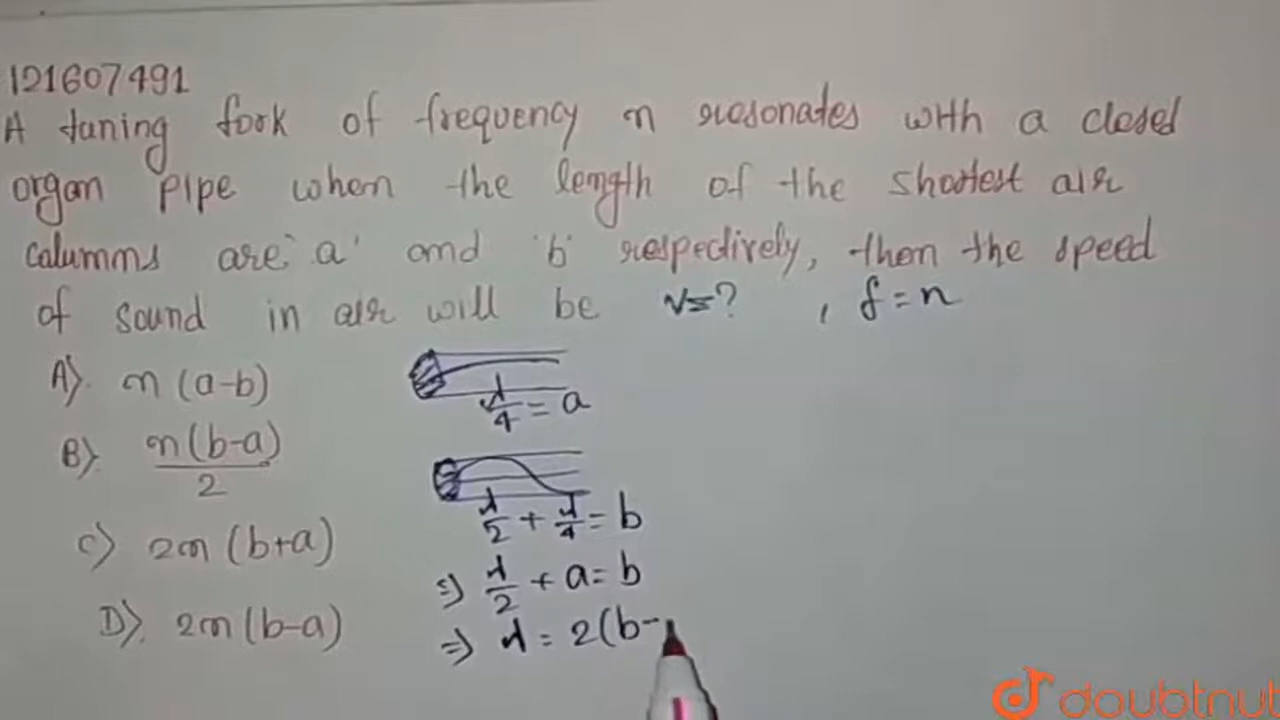 121607491
A tuning fork of frequency n resonates with a closed
organ pipe when the length of the shortest air
columns are 'a' and 'b' respectively, then the speed
of sound in air will be v=? , f=n
A). n(a-b)
B). n(b-a)/2
C) 2n(b+a)
D). 2n(b-a)
λ/4 = a
λ/2 + λ/4 = b
⇒ λ/2 + a = b
⇒ λ = 2(b-
doubtnut